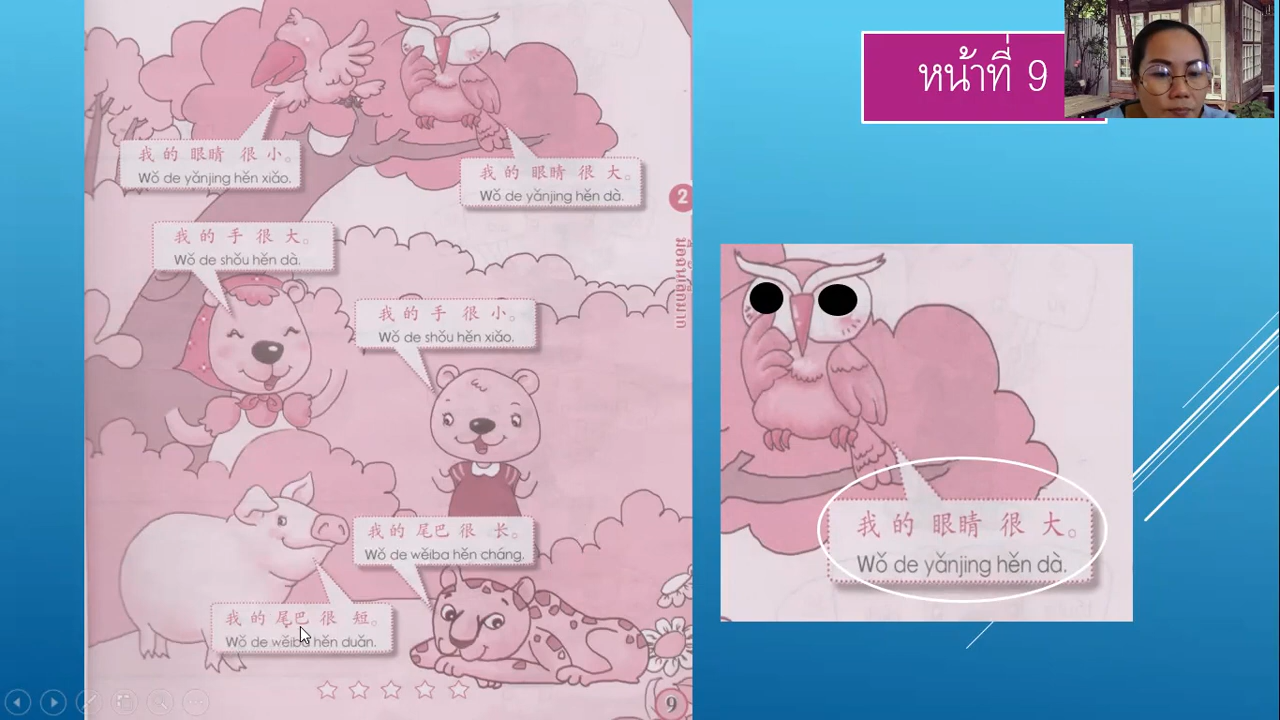 หน้าที่ 9
我的眼睛很小。
Wǒ de yǎnjing hěn xiǎo.
我的眼睛很大。
Wǒ de yǎnjing hěn dà.
2
我的手很大。
Wǒ de shǒu hěn dà.
我的手很小。
Wǒ de shǒu hěn xiǎo.
我的尾巴很长。
Wǒ de wěiba hěn cháng.
我的尾巴很短。
Wǒ de wěiba hěn duǎn.
9
我的眼睛很大。
Wǒ de yǎnjing hěn dà.